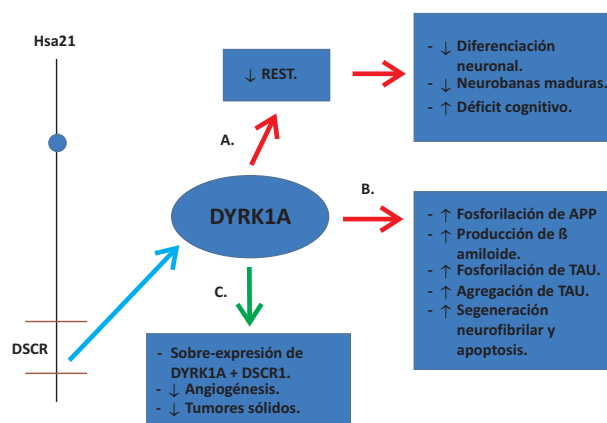 Hsa21
↓ REST.
- ↓ Diferenciación
neuronal.
- ↓ Neurobanas maduras.
- ↑ Déficit cognitivo.
A.
B.
DYRK1A
- ↑ Fosforilación de APP
- ↑ Producción de ß
amiloide.
- ↑ Fosforilación de TAU.
- ↑ Agregación de TAU.
- ↑ Segeneración
neurofibrilar y
apoptosis.
C.
DSCR
- Sobre-expresión de
DYRK1A + DSCR1.
- ↓ Angiogénesis.
- ↓ Tumores sólidos.